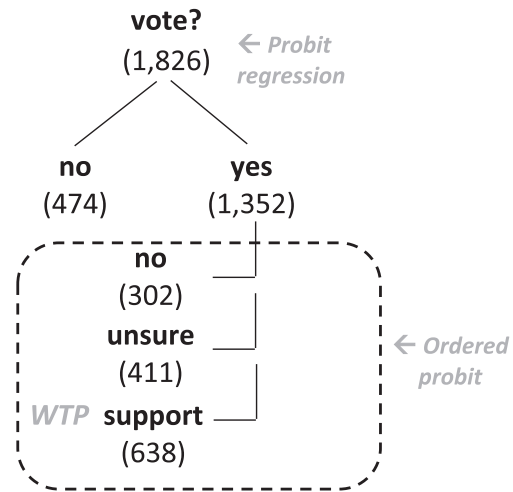 vote?
(1,826)
← Probit
regression
no
yes
(474)
(1,352)
no
(302)
unsure
(411)
← Ordered
probit
WTP support
(638)